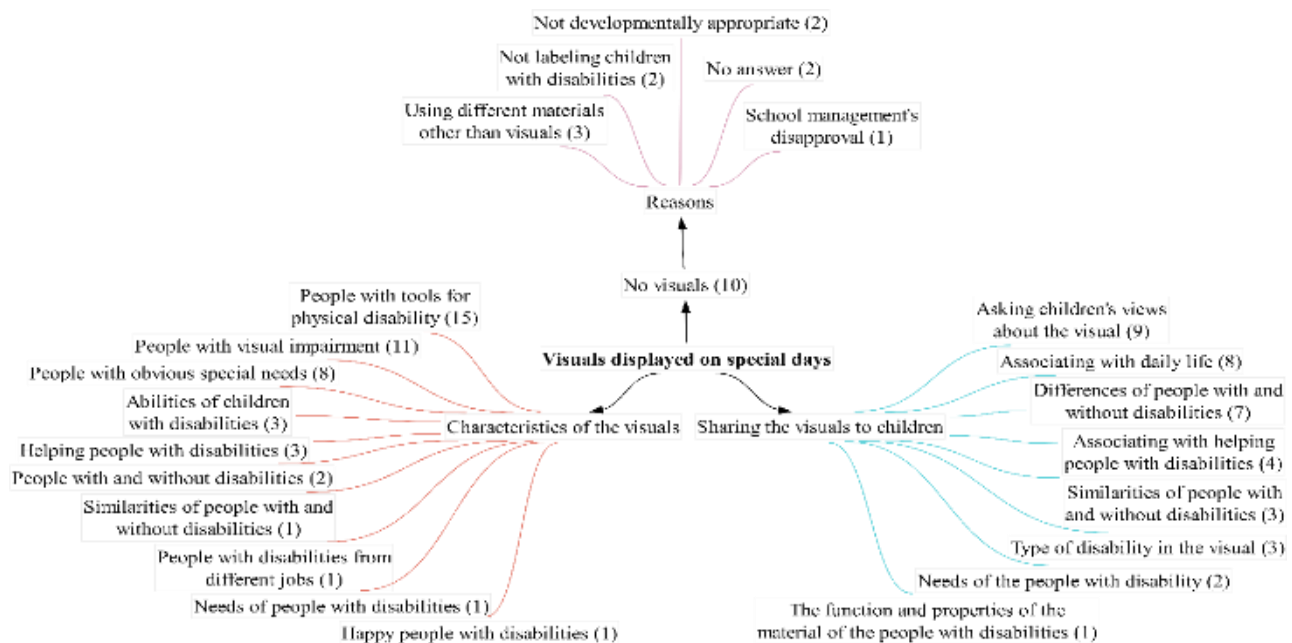 Not developmentally appropriate (2)
Not labeling children
with disabilities (2)
No answer (2)
Using different materials
other than visuals (3)
School management's
disapproval (1)
Reasons
No visuals (10)
Visuals displayed on special days
Characteristics of the visuals
People with tools for
physical disability (15)
People with visual impairment (11)
People with obvious special needs (8)
Abilities of children
with disabilities (3)
Helping people with disabilities (3)
People with and without disabilities (2)
Similarities of people with and
without disabilities (1)
People with disabilities from
different jobs (1)
Needs of people with disabilities (1)
Happy people with disabilities (1)
Sharing the visuals to children
Asking children's views
about the visual (9)
Associating with daily life (8)
Differences of people with and
without disabilities (7)
Associating with helping
people with disabilities (4)
Similarities of people with
and without disabilities (3)
Type of disability in the visual (3)
Needs of the people with disability (2)
The function and properties of the
material of the people with disabilities (1)